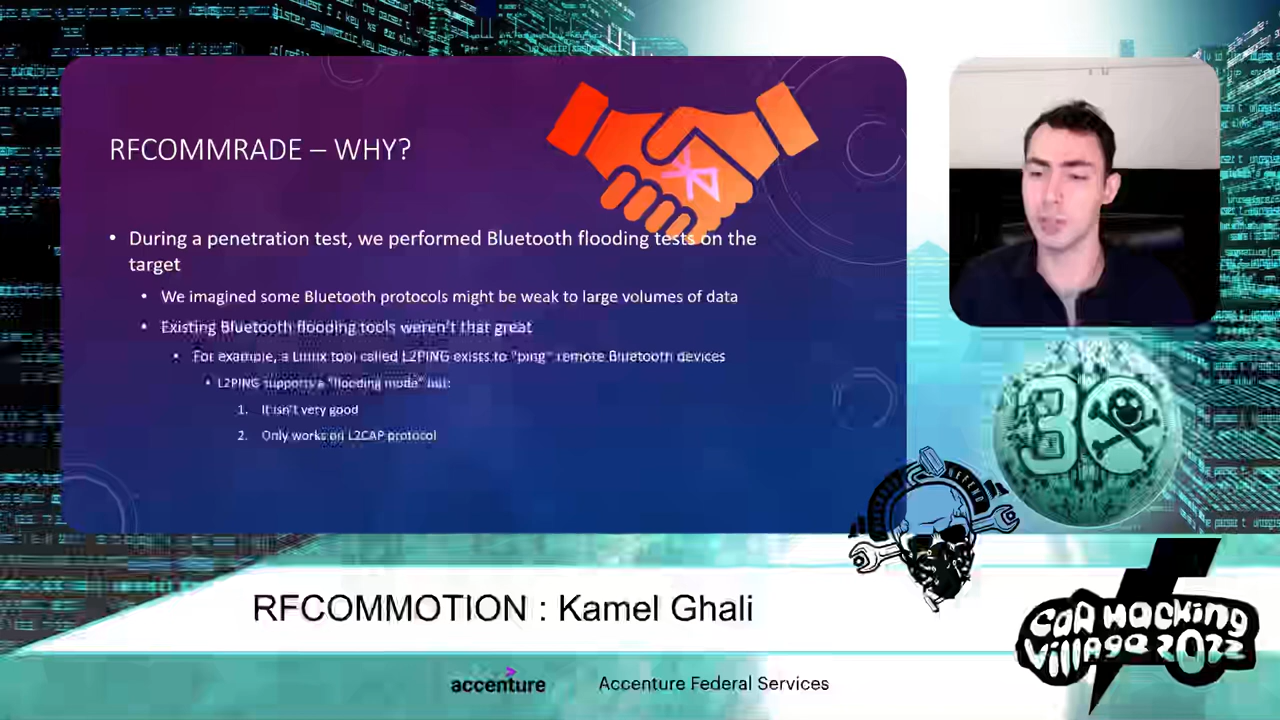 RFCOMMRADE – WHY?
• During a penetration test, we performed Bluetooth flooding tests on the
target
• We imagined some Bluetooth protocols might be weak to large volumes of data
• Existing Bluetooth flooding tools weren't that great
• For example, a Linux tool called L2PING exists to "ping" remote Bluetooth devices
• L2PING supports a "flooding mode" but:
1. It isn't very good
2. Only works on L2CAP protocol
30
DEFEND
RFCOMMOTION : Kamel Ghali
Car Hacking
Village 2022
accenture
Accenture Federal Services